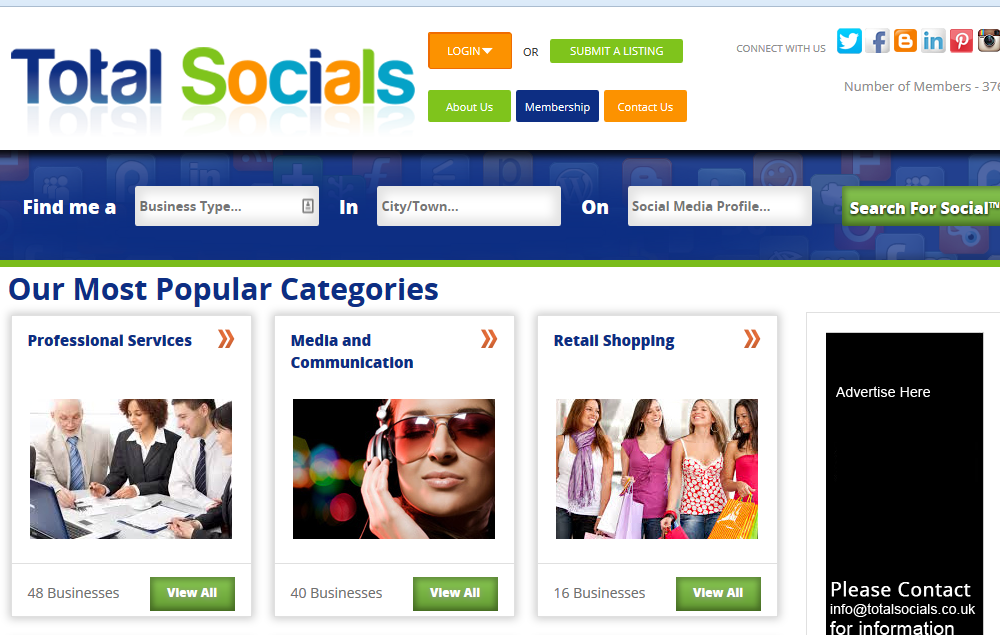 Total Socials
LOGIN
OR
SUBMIT A LISTING
CONNECT WITH US
Number of Members - 376
About Us
Membership
Contact Us
Find me a
Business Type...
In
City/Town...
On
Social Media Profile...
Search For Social™
Our Most Popular Categories
Professional Services
Media and
Communication
Retail Shopping
Advertise Here
48 Businesses
View All
40 Businesses
View All
16 Businesses
View All
Please Contact
info@totalsocials.co.uk
for information